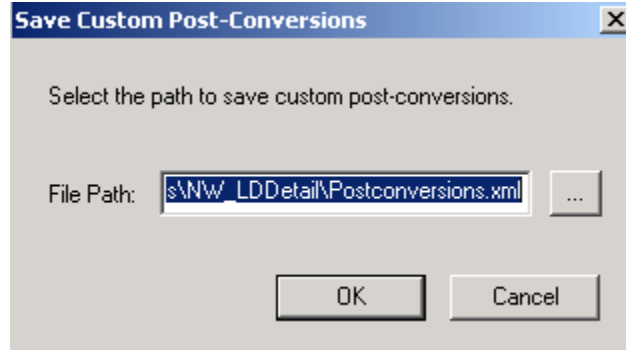 Save Custom Post-Conversions
Select the path to save custom post-conversions.
File Path: s\NW_LDDetail\Postconversions.xml ...
OK Cancel